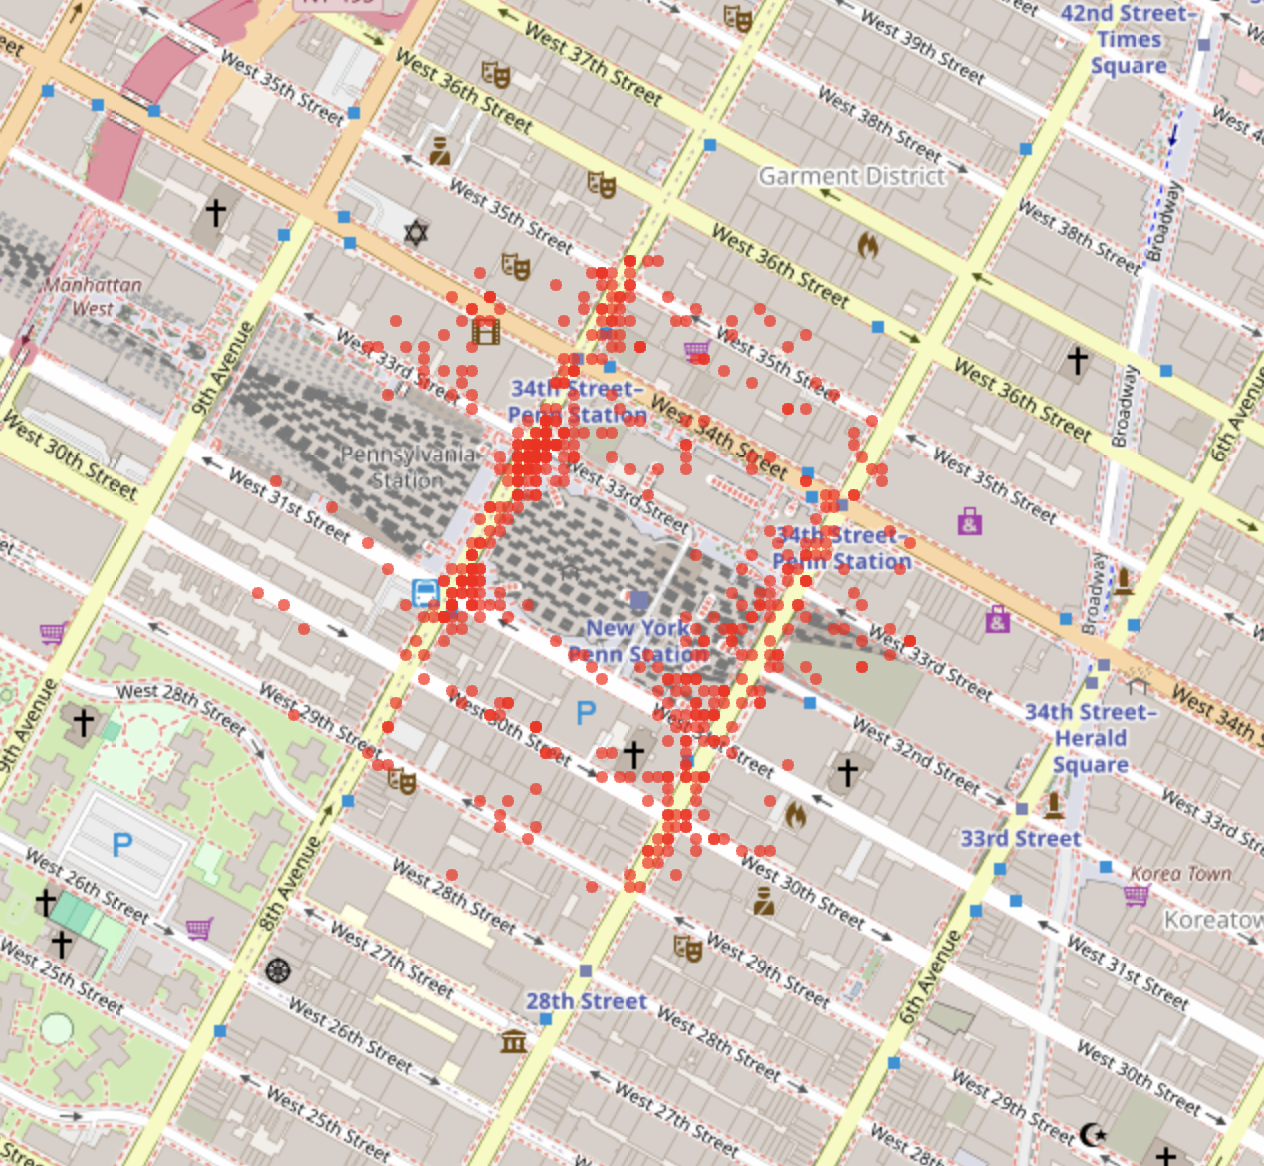 42nd Street–
Times
Square
West 39th Street
West 37th Street
West 36th Street
West 35th Street
West 38th Street
Garment District
West 38th Street
Broadway
West 35th Street
West 36th Street
Manhattan
West
9th Avenue
West 33rd Street
West 35th Street
34th Street–
Penn Station
West 34th Street
Broadway
West 36th Street
6th Avenue
West 30th Street
Pennsylvania
Station
West 31st Street
West 33rd Street
West 35th Street
34th Street–
Penn Station
Broadway
New York
Penn Station
West 33rd Street
West 34th S
West 28th Street
West 29th Street
West 30th Street
P
West 32nd Street
34th Street–
Herald
Square
9th Avenue
West 33rd Stre
33rd Street
P
West 26th Street
8th Avenue
West 28th Street
West 30th Street
Korea Town
Koreatow
West 27th Street
West 29th Street
6th Avenue
West 31st Street
West 25th Street
28th Street
West 26th Street
West 28th Street
West 30th Street
West 25th Street
West 27th Street
West 29th Street
West 28th
Stree